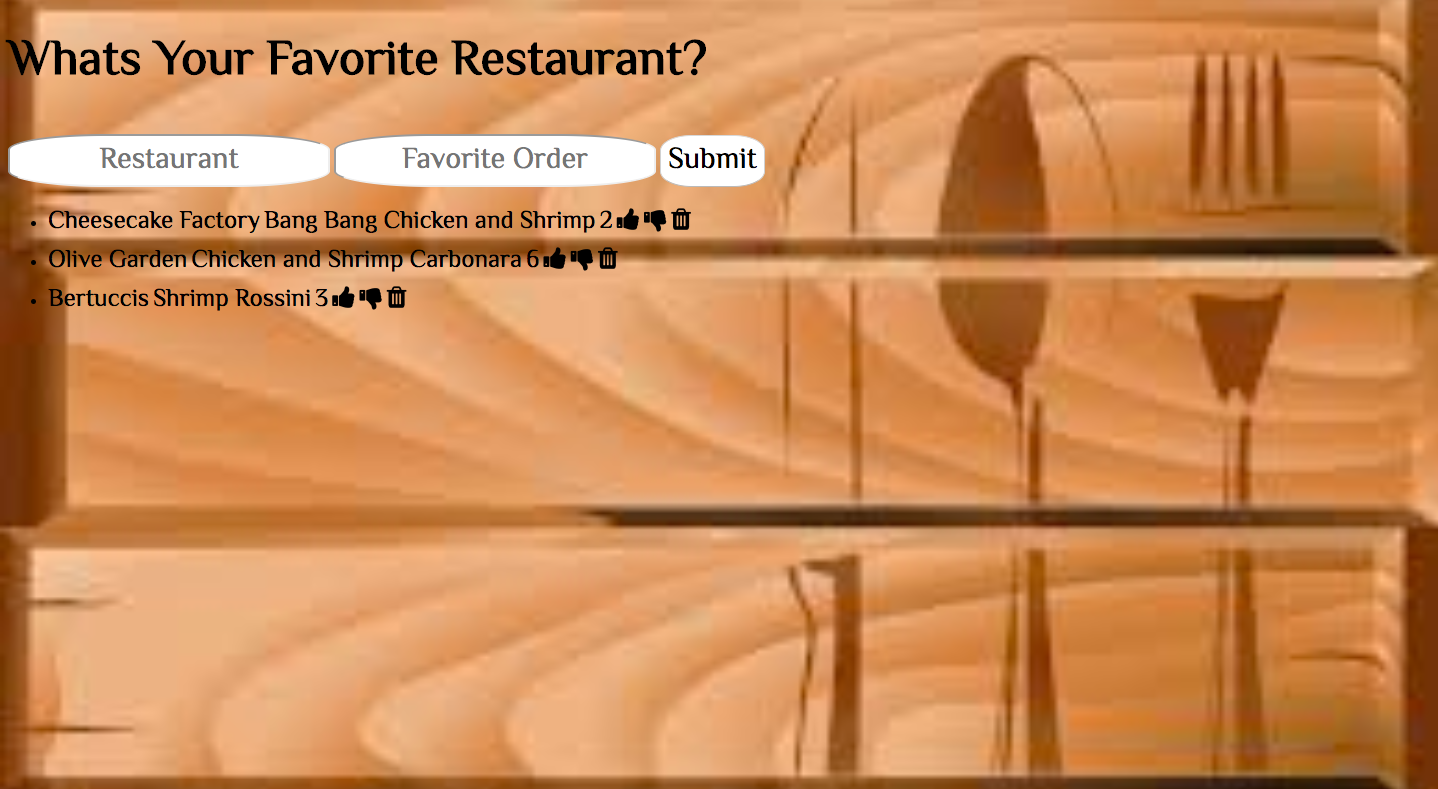 Whats Your Favorite Restaurant?
Restaurant Favorite Order Submit
Cheesecake Factory Bang Bang Chicken and Shrimp 2
Olive Garden Chicken and Shrimp Carbonara 6
Bertuccis Shrimp Rossini 3